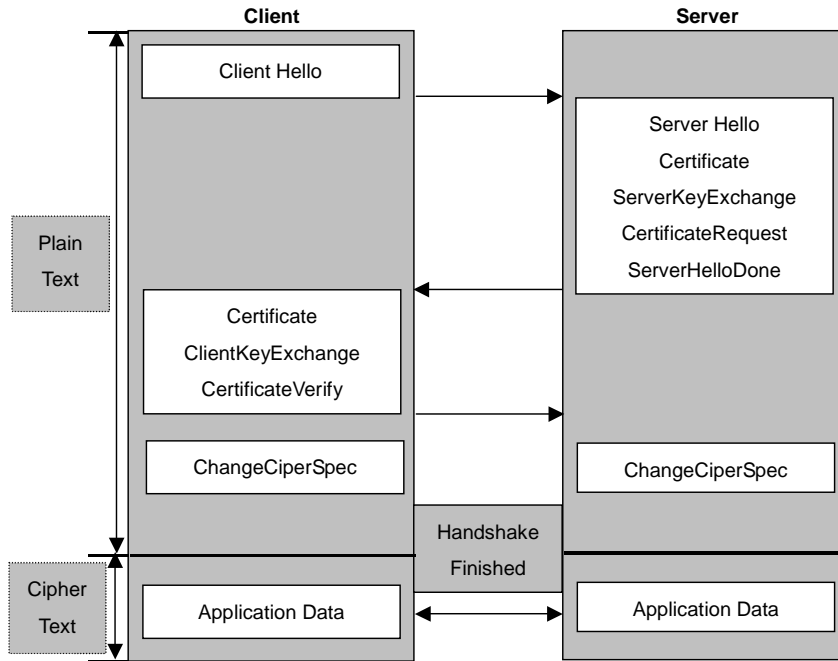 Client
Server
Client Hello
Server Hello
Certificate
ServerKeyExchange
CertificateRequest
ServerHelloDone
Plain
Text
Certificate
ClientKeyExchange
CertificateVerify
ChangeCiperSpec
ChangeCiperSpec
Handshake
Finished
Cipher
Text
Application Data
Application Data